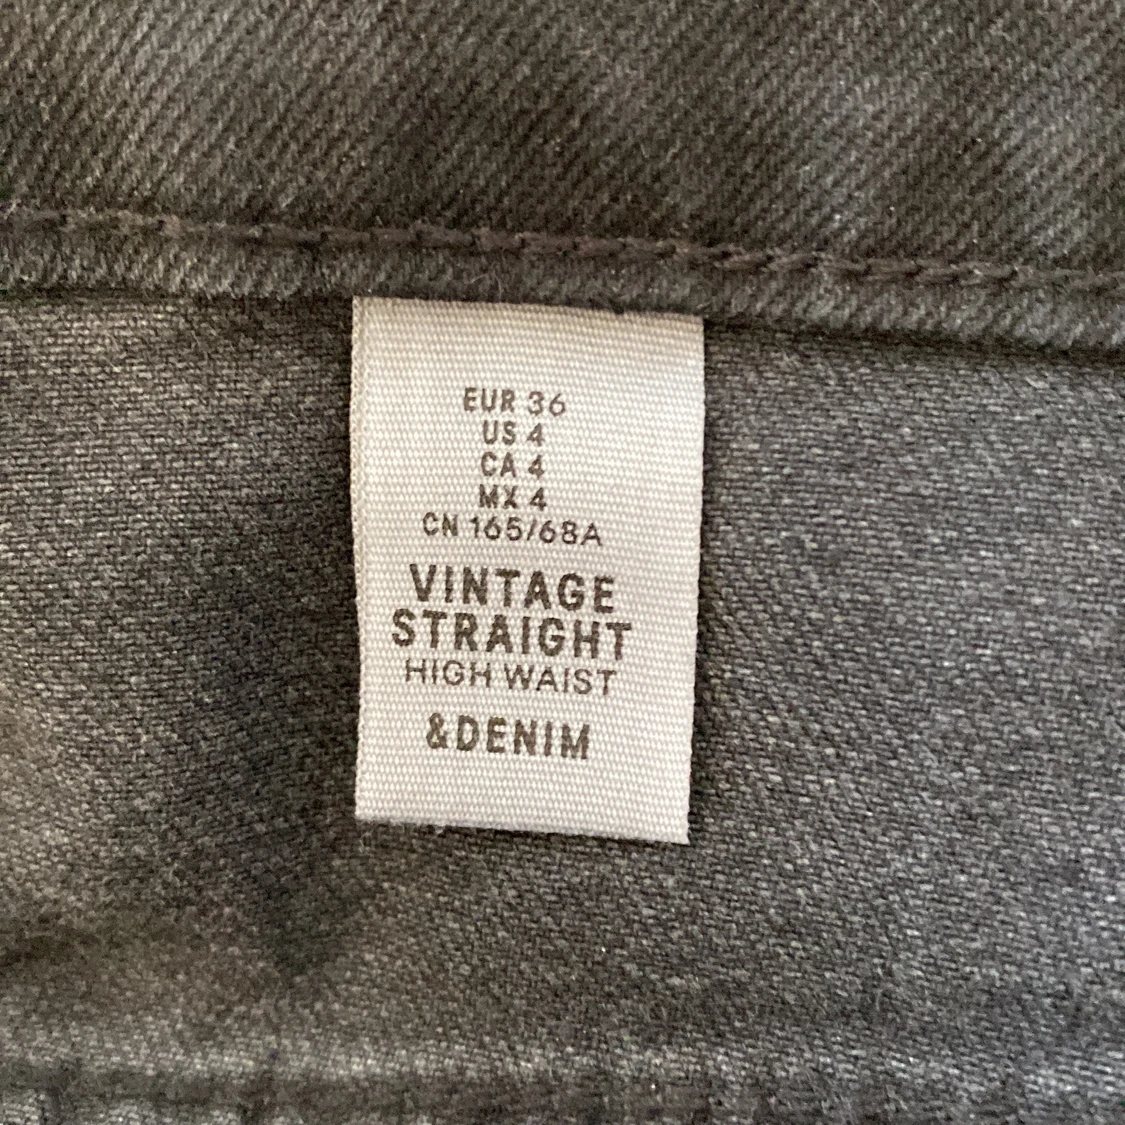 EUR 36
US 4
CA 4
MX 4
CN 165/68A
VINTAGE
STRAIGHT
HIGH WAIST
&DENIM